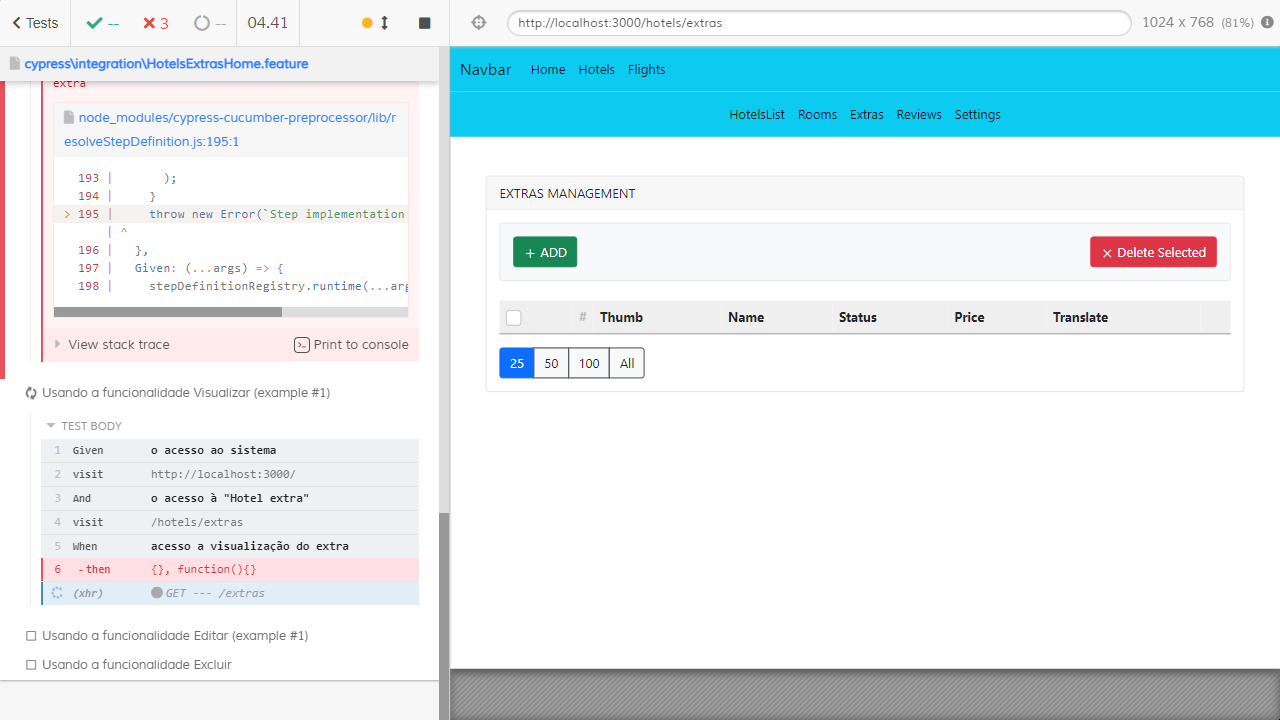 Tests
--
3
--
04.41
http://localhost:3000/hotels/extras
1024 x 768 (81%)
cypress\integration\HotelsExtrasHome.feature
extra
node_modules/cypress-cucumber-preprocessor/lib/r
esolveStepDefinition.js:195:1
193 | );
194 | }
> 195 | throw new Error(`Step implementation
| ^
196 | },
197 | Given: (...args) => {
198 | stepDefinitionRegistry.runtime(...arg
View stack trace
Print to console
Usando a funcionalidade Visualizar (example #1)
TEST BODY
1 Given o acesso ao sistema
2 visit http://localhost:3000/
3 And o acesso à "Hotel extra"
4 visit /hotels/extras
5 When acesso a visualização do extra
6 -then {}, function(){}
(xhr) GET --- /extras
Usando a funcionalidade Editar (example #1)
Usando a funcionalidade Excluir
Navbar Home Hotels Flights
HotelsList Rooms Extras Reviews Settings
EXTRAS MANAGEMENT
+ ADD
× Delete Selected
# Thumb Name Status Price Translate
25 50 100 All